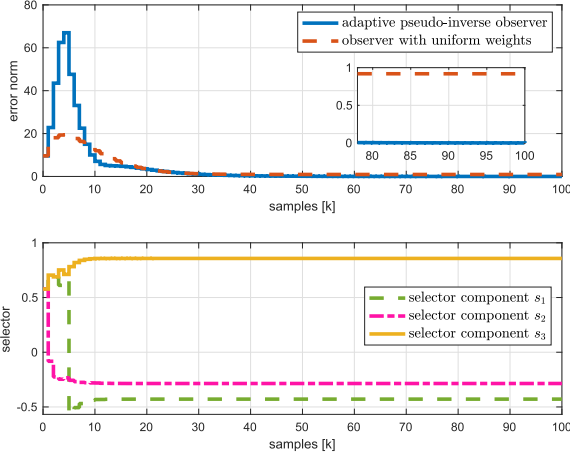 80
60
40
20
0
error norm
adaptive pseudo-inverse observer
observer with uniform weights
1
0.5
0
80 85 90 95 100
0 10 20 30 40 50 60 70 80 90 100
samples [k]
1
0.5
0
-0.5
selector
selector component s₁
selector component s₂
selector component s₃
0 10 20 30 40 50 60 70 80 90 100
samples [k]